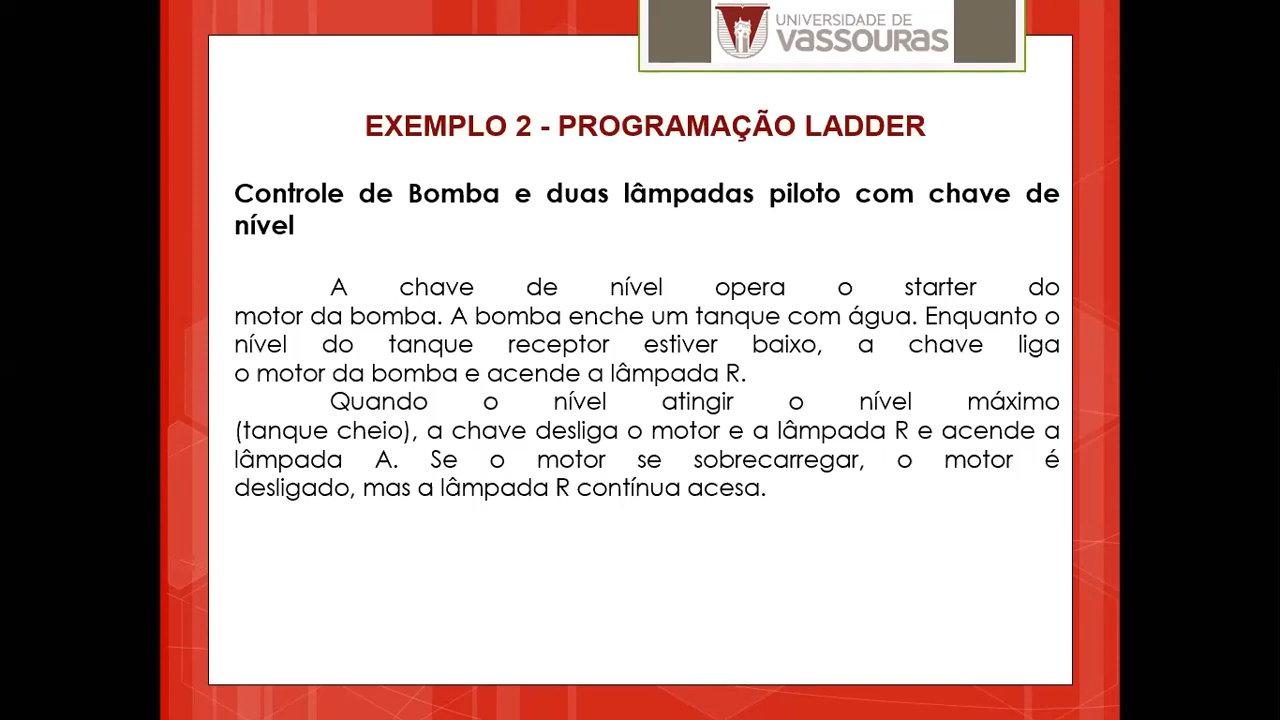 UNIVERSIDADE DE
VASSOURAS
EXEMPLO 2 - PROGRAMAÇÃO LADDER
Controle de Bomba e duas lâmpadas piloto com chave de
nível
A chave de nível opera o starter do
motor da bomba. A bomba enche um tanque com água. Enquanto o
nível do tanque receptor estiver baixo, a chave liga
o motor da bomba e acende a lâmpada R.
Quando o nível atingir o nível máximo
(tanque cheio), a chave desliga o motor e a lâmpada R e acende a
lâmpada A. Se o motor se sobrecarregar, o motor é
desligado, mas a lâmpada R contínua acesa.